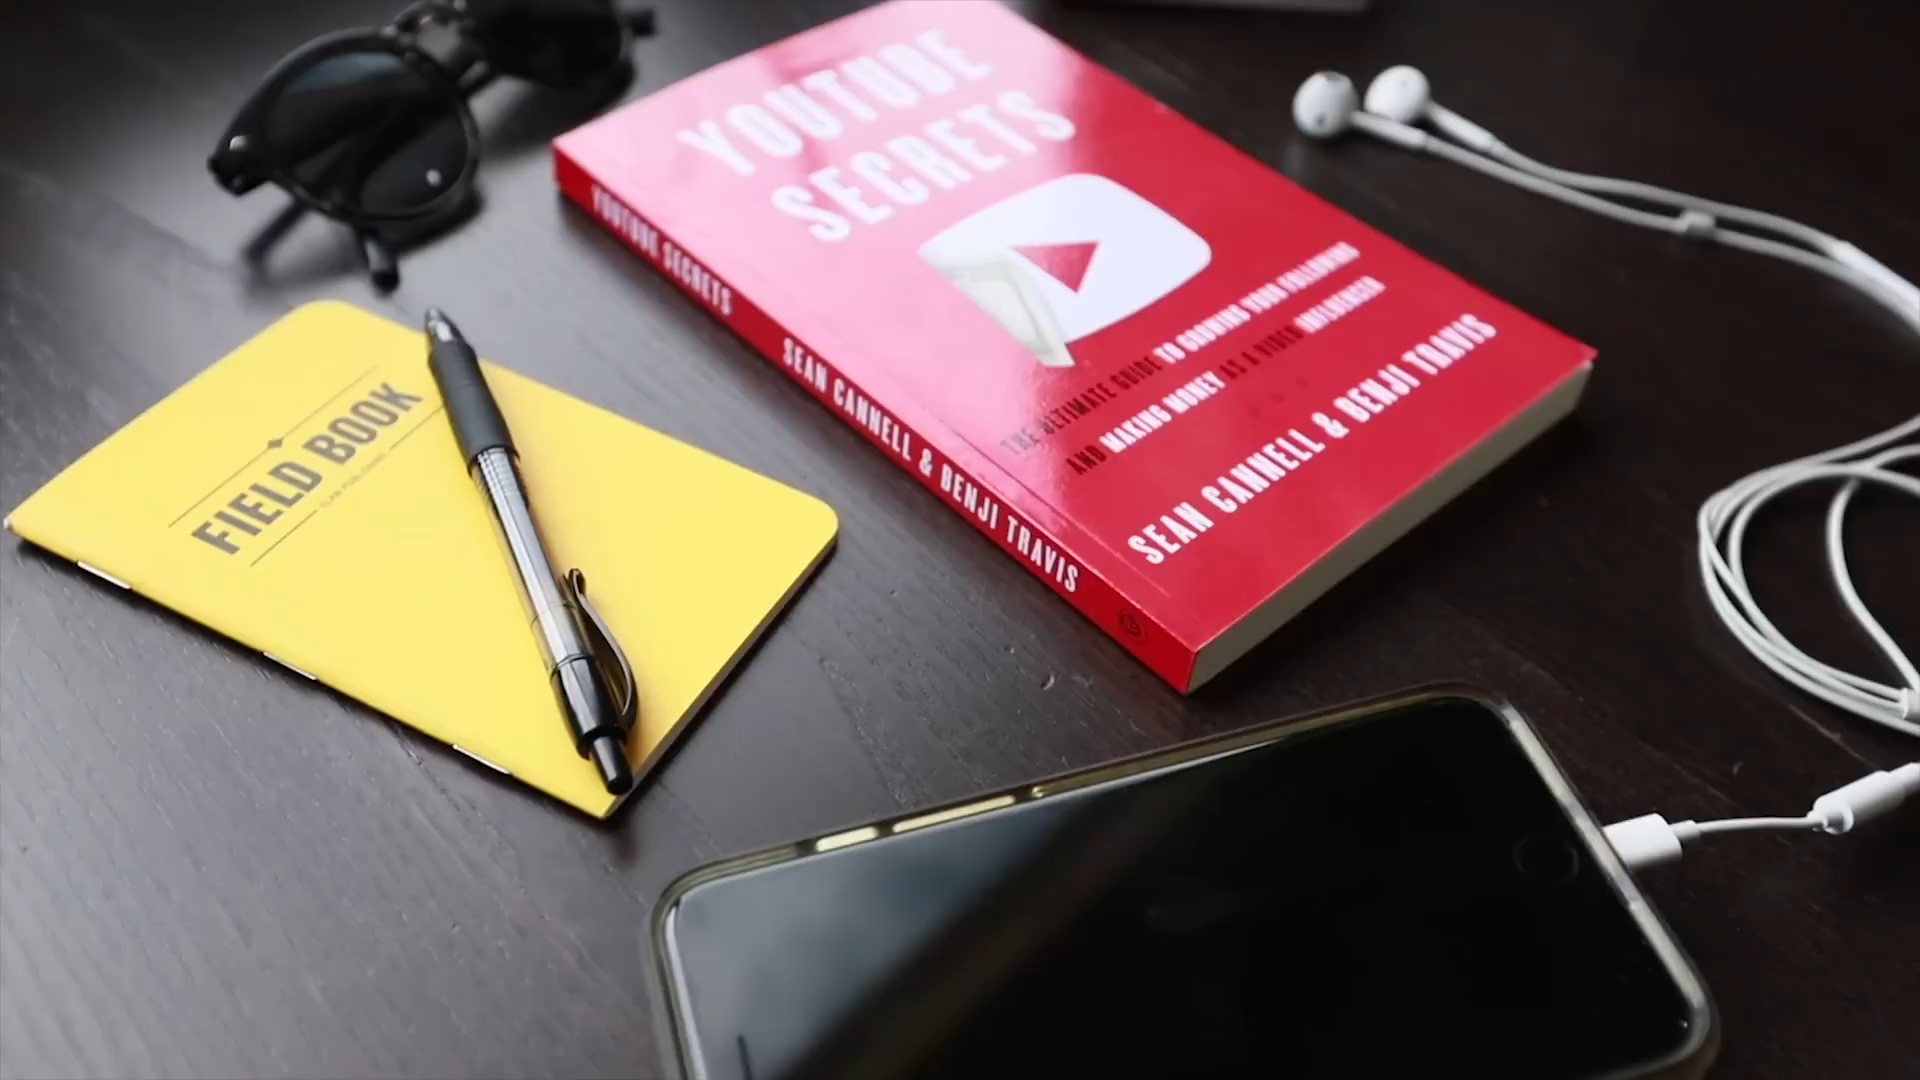 YOUTUBE
SECRETS
THE ULTIMATE GUIDE TO GROWING YOUR FOLLOWING
AND MAKING MONEY AS A VIDEO INFLUENCER
SEAN CANNELL & BENJI TRAVIS
YOUTUBE SECRETS SEAN CANNELL & BENJI TRAVIS
FIELD BOOK